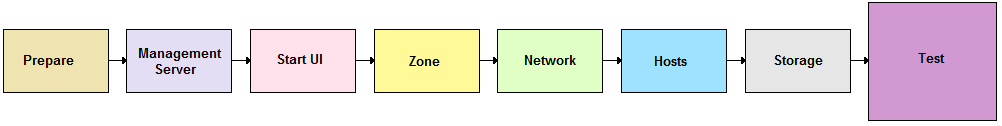 Prepare
Management
Server
Start UI
Zone
Network
Hosts
Storage
Test